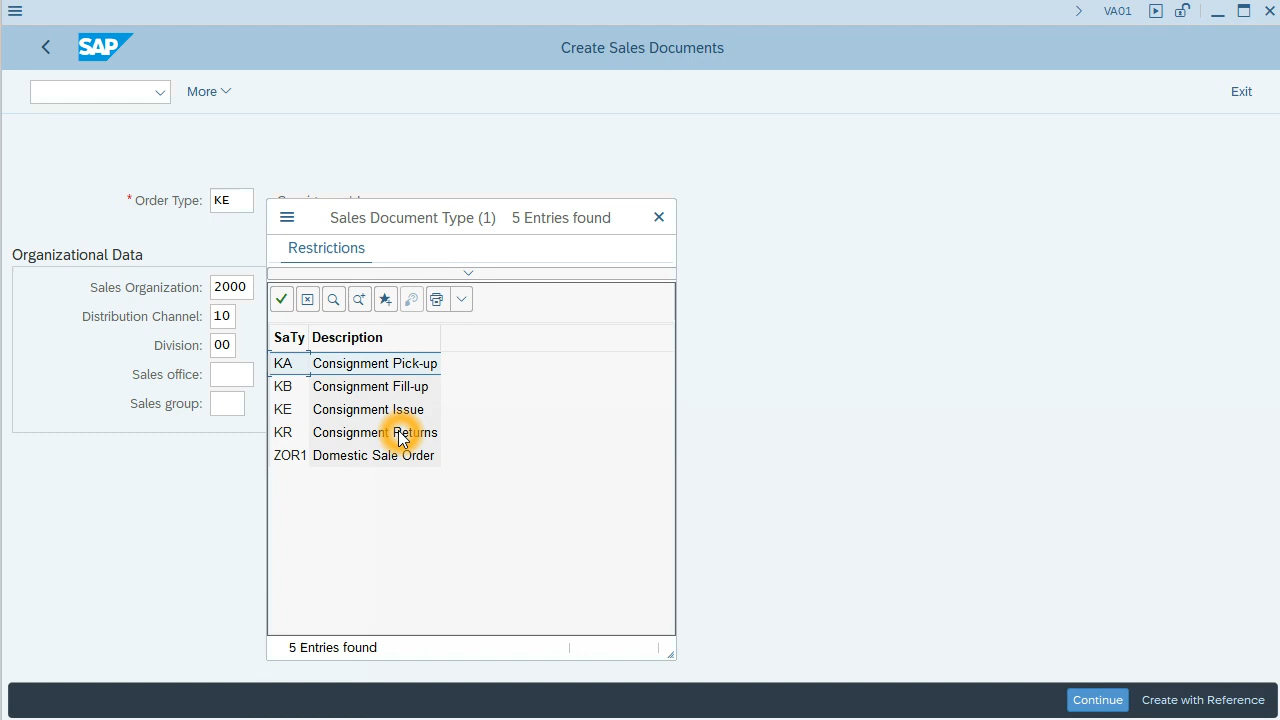 VA01
SAP
Create Sales Documents
More
Exit
* Order Type: KE
Sales Document Type (1) 5 Entries found
Restrictions
Organizational Data
Sales Organization: 2000
Distribution Channel: 10
Division: 00
Sales office:
Sales group:
SaTy Description
KA Consignment Pick-up
KB Consignment Fill-up
KE Consignment Issue
KR Consignment Returns
ZOR1 Domestic Sale Order
5 Entries found
Continue
Create with Reference